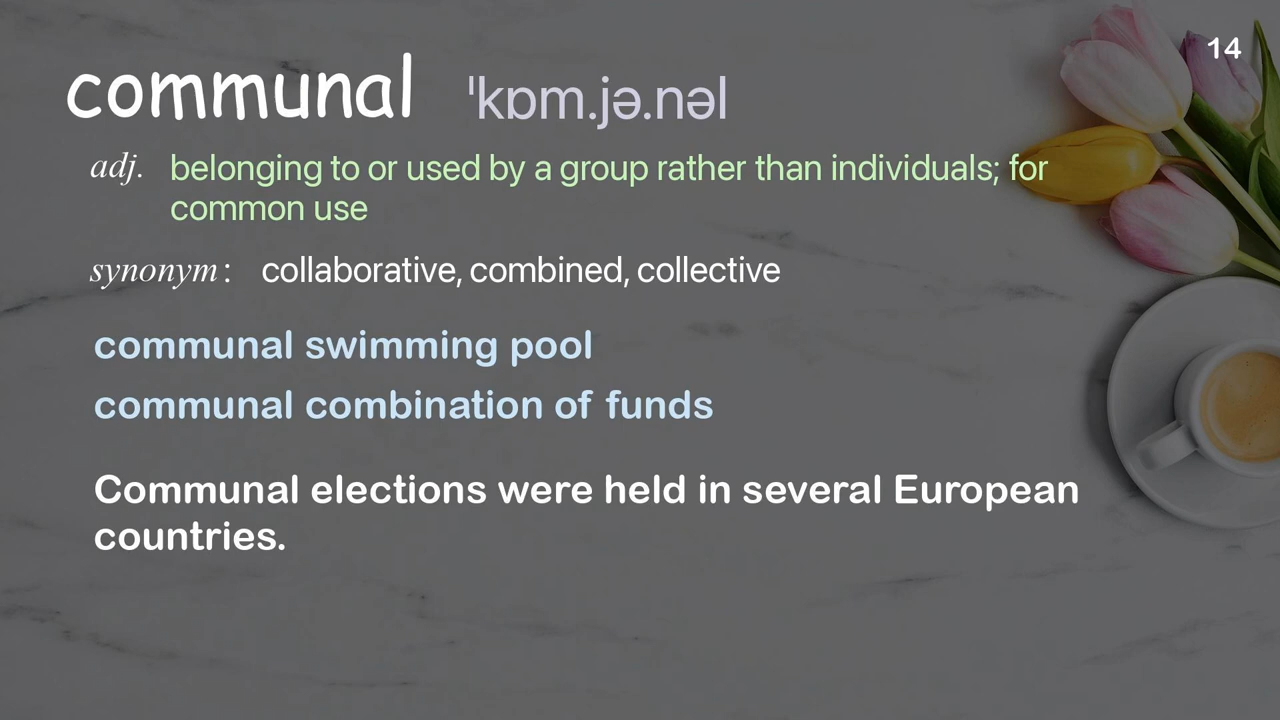 14
communal ˈkɒm.jə.nəl
adj. belonging to or used by a group rather than individuals; for
common use
synonym: collaborative, combined, collective
communal swimming pool
communal combination of funds
Communal elections were held in several European
countries.